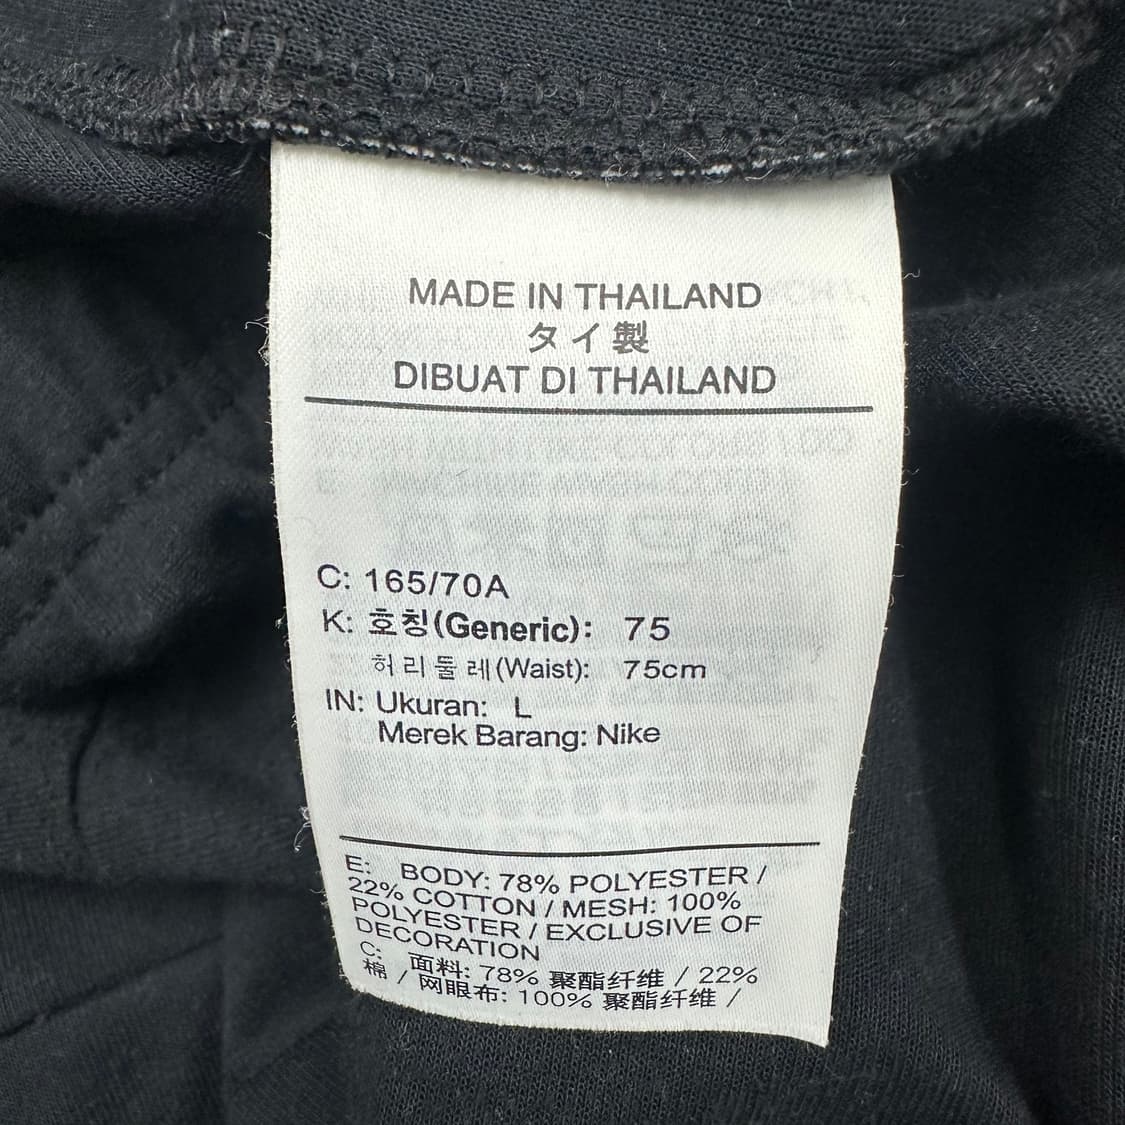 MADE IN THAILAND
タイ製
DIBUAT DI THAILAND
C: 165/70A
K: 호칭(Generic): 75
허리둘레(Waist): 75cm
IN: Ukuran: L
Merek Barang: Nike
E: BODY: 78% POLYESTER /
22% COTTON / MESH: 100%
POLYESTER / EXCLUSIVE OF
DECORATION
C: 面料: 78% 聚酯纤维 / 22%
棉 / 网眼布: 100% 聚酯纤维 /